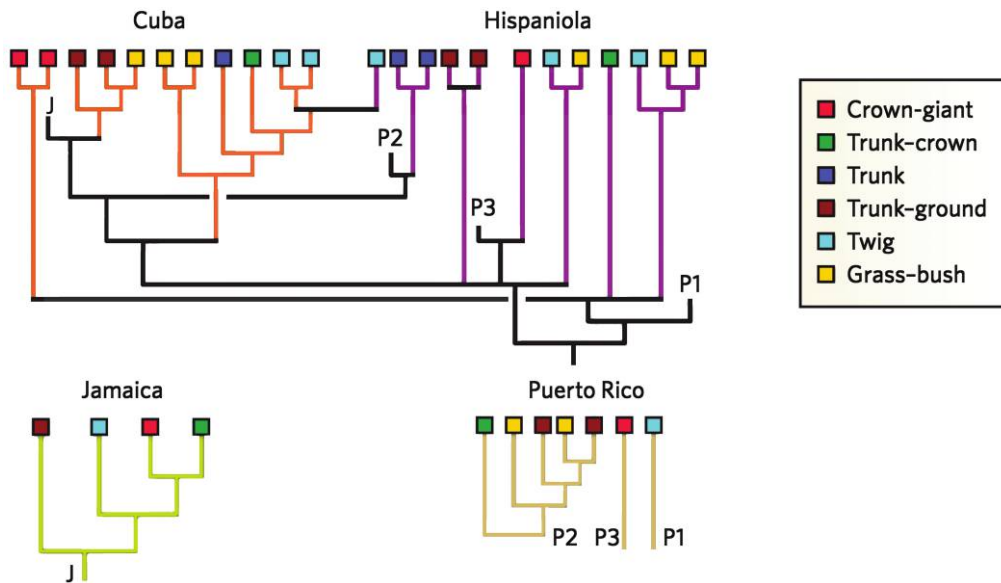 Cuba
Hispaniola
J
P2
P3
P1
Crown-giant
Trunk-crown
Trunk
Trunk-ground
Twig
Grass-bush
Jamaica
Puerto Rico
J
P2
P3
P1